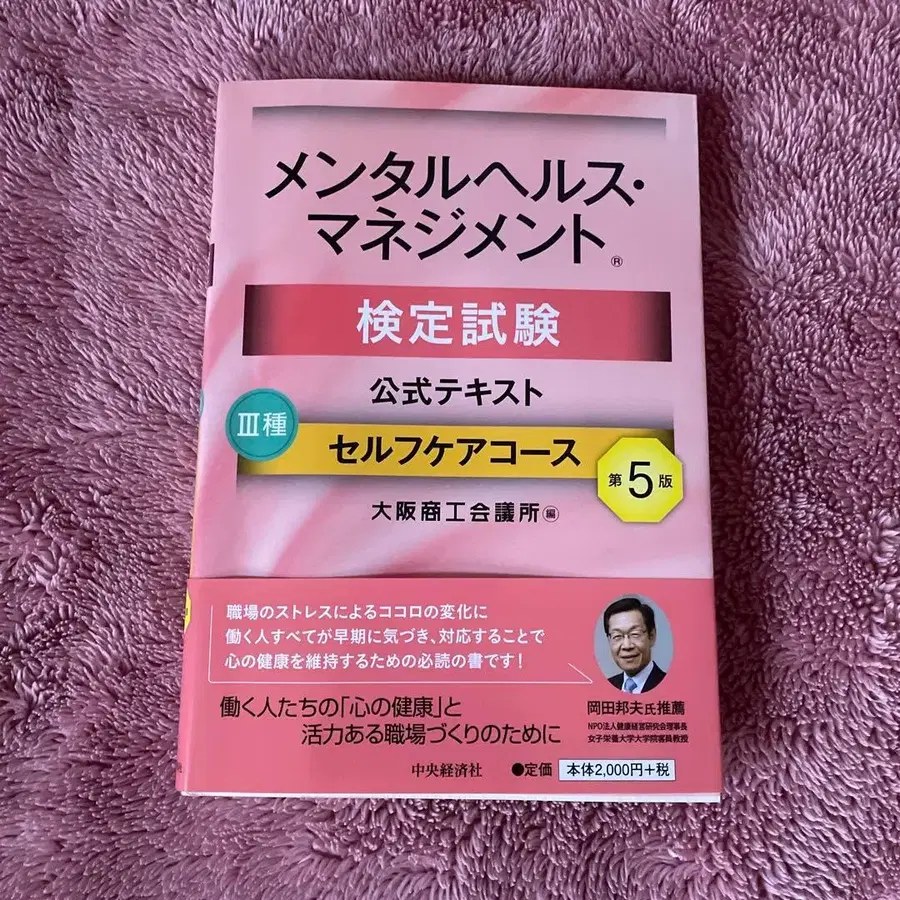 メンタルヘルス・
マネジメント®
検定試験
公式テキスト
Ⅲ種
セルフケアコース
第5版
大阪商工会議所 編
職場のストレスによるココロの変化に
働く人すべてが早期に気づき、対応することで
心の健康を維持するための必読の書です!
岡田邦夫氏推薦
NPO法人健康経営研究会理事長
女子栄養大学大学院客員教授
働く人たちの「心の健康」と
活力ある職場づくりのために
中央経済社 ●定価 本体2,000円+税